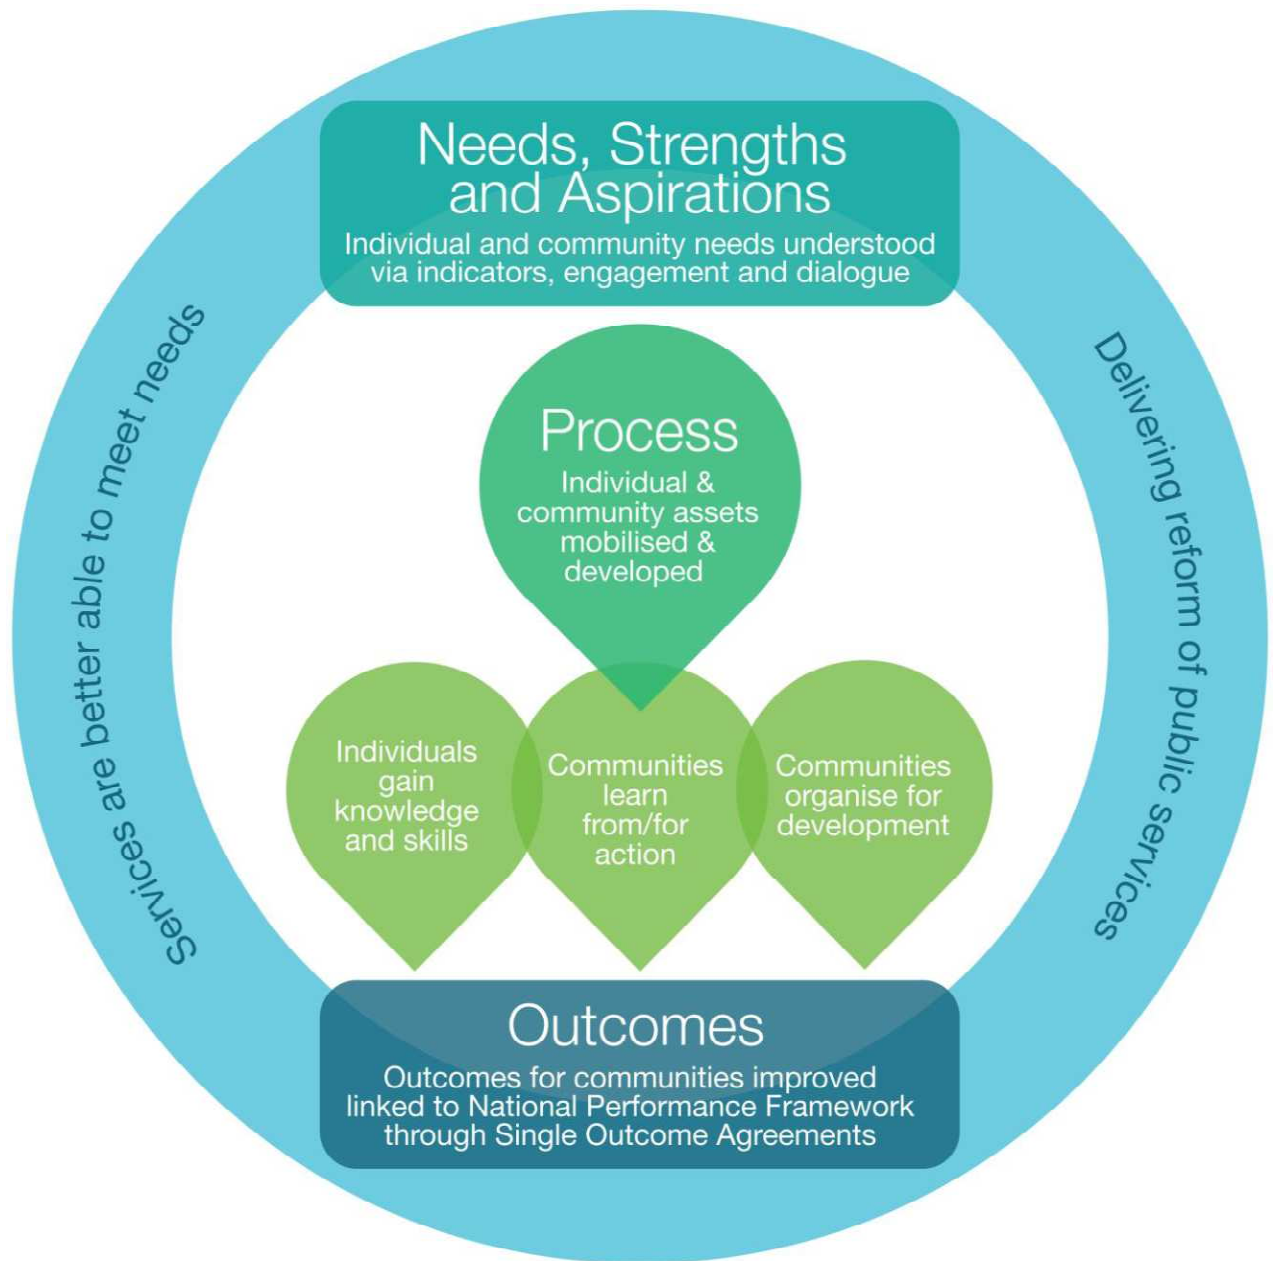 Needs, Strengths
and Aspirations
Individual and community needs understood
via indicators, engagement and dialogue
Services are better able to meet needs
Delivering reform of public services
Process
Individual &
community assets
mobilised &
developed
Individuals
gain
knowledge
and skills
Communities
learn
from/for
action
Communities
organise for
development
Outcomes
Outcomes for communities improved
linked to National Performance Framework
through Single Outcome Agreements